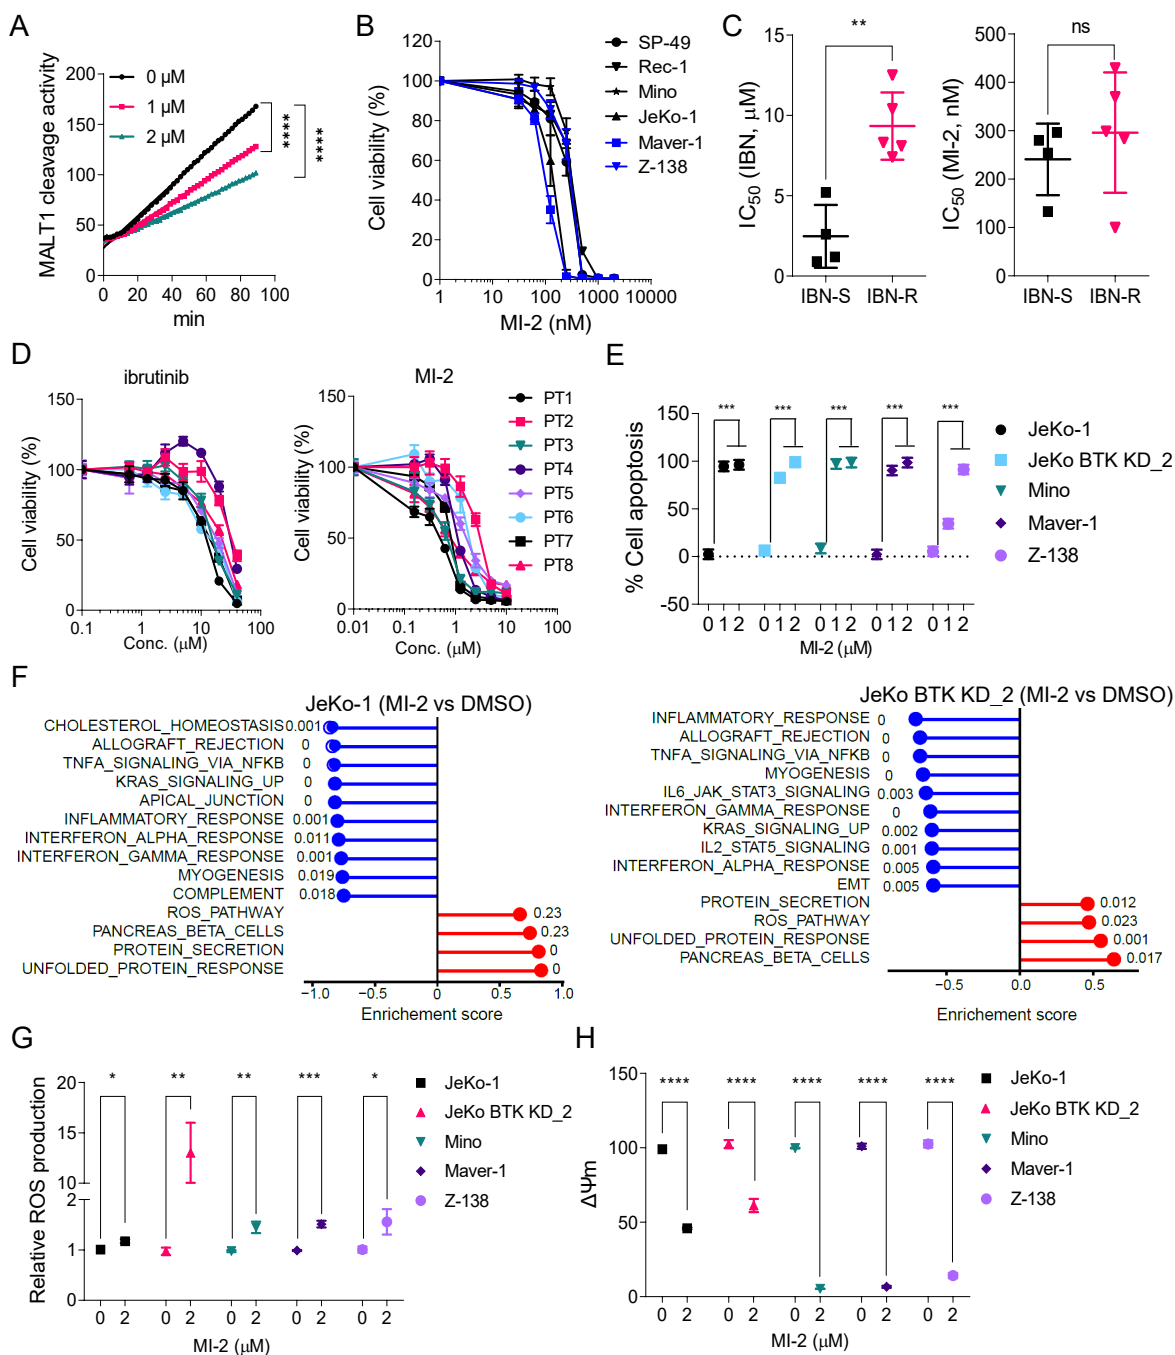 A
MALT1 cleavage activity
200
150
100
50
0
0 µM
1 µM
2 µM
****
****
0 20 40 60 80 100
min
B
Cell viability (%)
120
100
80
60
40
20
0
SP-49
Rec-1
Mino
JeKo-1
Maver-1
Z-138
1 10 100 1000 10000
MI-2 (nM)
C
IC50 (IBN, µM)
15
10
5
0
**
IBN-S IBN-R
IC50 (MI-2, nM)
500
400
300
200
100
0
ns
IBN-S IBN-R
D
ibrutinib
Cell viability (%)
150
100
50
0
0.1 1 10 100
Conc. (µM)
MI-2
Cell viability (%)
150
100
50
0
0.01 0.1 1 10 100
Conc. (µM)
PT1
PT2
PT3
PT4
PT5
PT6
PT7
PT8
E
% Cell apoptosis
150
100
50
0
-50
*** *** *** *** ***
0 1 2 0 1 2 0 1 2 0 1 2 0 1 2
MI-2 (µM)
JeKo-1
JeKo BTK KD_2
Mino
Maver-1
Z-138
F
JeKo-1 (MI-2 vs DMSO)
CHOLESTEROL_HOMEOSTASIS 0.001
ALLOGRAFT_REJECTION 0
TNFA_SIGNALING_VIA_NFKB 0
KRAS_SIGNALING_UP 0
APICAL_JUNCTION 0
INFLAMMATORY_RESPONSE 0.001
INTERFERON_ALPHA_RESPONSE 0.011
INTERFERON_GAMMA_RESPONSE 0.001
MYOGENESIS 0.019
COMPLEMENT 0.018
ROS_PATHWAY 0.23
PANCREAS_BETA_CELLS 0.23
PROTEIN_SECRETION 0
UNFOLDED_PROTEIN_RESPONSE 0
−1.0 −0.5 0 0.5 1.0
Enrichement score
JeKo BTK KD_2 (MI-2 vs DMSO)
INFLAMMATORY_RESPONSE 0
ALLOGRAFT_REJECTION 0
TNFA_SIGNALING_VIA_NFKB 0
MYOGENESIS 0
IL6_JAK_STAT3_SIGNALING 0.003
INTERFERON_GAMMA_RESPONSE 0
KRAS_SIGNALING_UP 0.002
IL2_STAT5_SIGNALING 0.001
INTERFERON_ALPHA_RESPONSE 0.005
EMT 0.005
PROTEIN_SECRETION 0.012
ROS_PATHWAY 0.023
UNFOLDED_PROTEIN_RESPONSE 0.001
PANCREAS_BETA_CELLS 0.017
−0.5 0.0 0.5
Enrichement score
G
Relative ROS production
20
15
10
2
1
0
* ** ** *** *
0 2 0 2 0 2 0 2 0 2
MI-2 (µM)
JeKo-1
JeKo BTK KD_2
Mino
Maver-1
Z-138
H
ΔΨm
150
100
50
0
**** **** **** **** ****
0 2 0 2 0 2 0 2 0 2
MI-2 (µM)
JeKo-1
JeKo BTK KD_2
Mino
Maver-1
Z-138